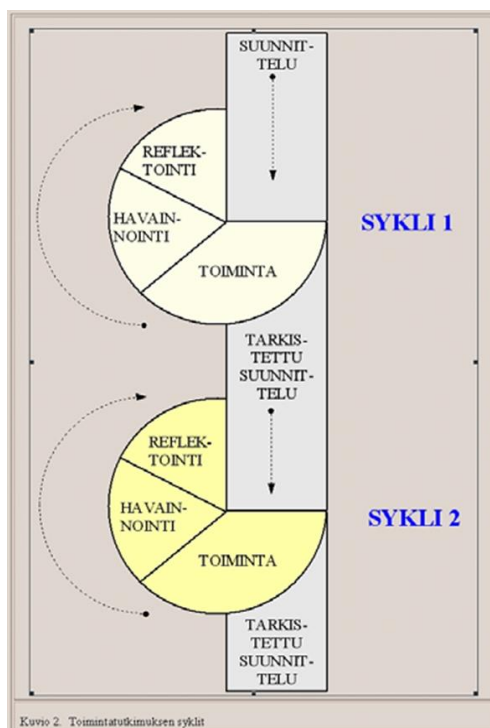 SUUNNIT-
TELU
REFLEK-
TOINTI
HAVAIN-
NOINTI
TOIMINTA
SYKLI 1
TARKIS-
TETTU
SUUNNIT-
TELU
REFLEK-
TOINTI
HAVAIN-
NOINTI
TOIMINTA
SYKLI 2
TARKIS-
TETTU
SUUNNIT-
TELU
Kuvio 2. Toimintatutkimuksen syklit